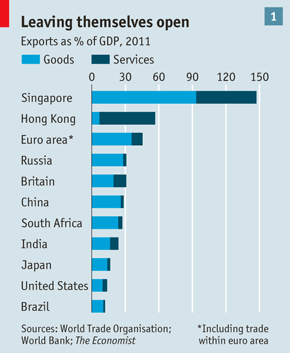 Leaving themselves open
1
Exports as % of GDP, 2011
Goods Services
0 30 60 90 120 150
Singapore
Hong Kong
Euro area*
Russia
Britain
China
South Africa
India
Japan
United States
Brazil
Sources: World Trade Organisation;
World Bank; The Economist
*Including trade
within euro area